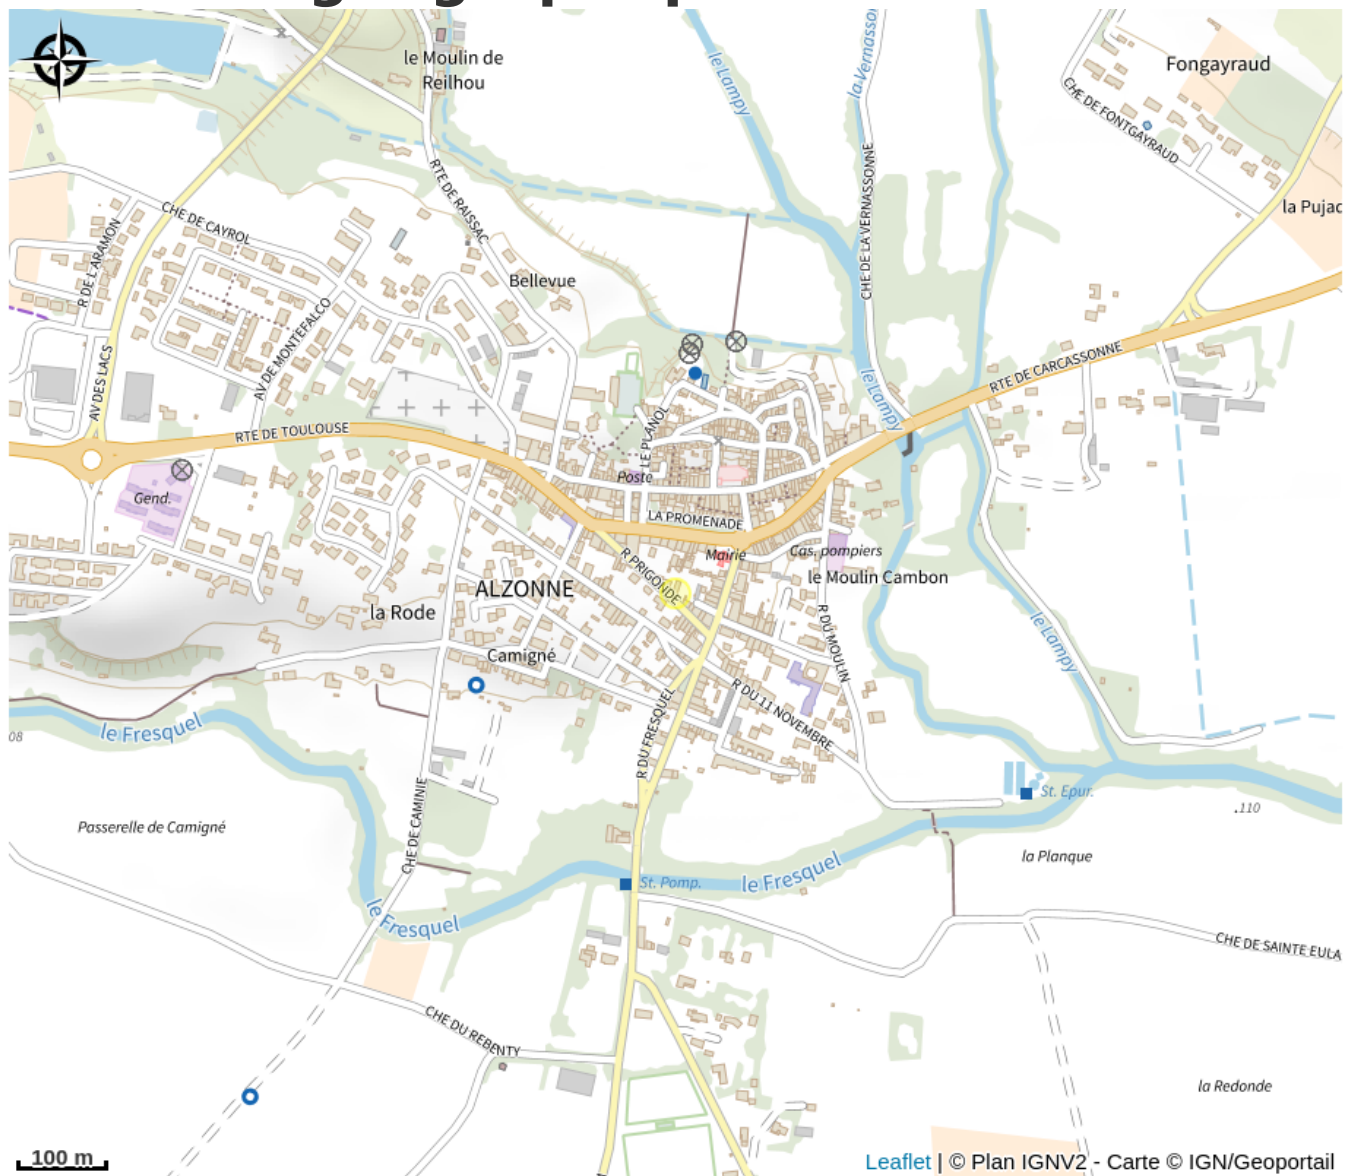 le Moulin de
Reilhou
le Lampy
la Vernasso
Fongayraud
CHE DE FONTGAYRAUD
la Pujad
RTE DE RAISSAC
CHE DE LA VERNASSONNE
CHE DE CAYROL
R DE L'ARAMON
Bellevue
AV DE MONTEFALCO
AV DES LACS
RTE DE CARCASSONNE
le Lampy
RTE DE TOULOUSE
LE PLANOL
Poste
Gend.
LA PROMENADE
Mairie
Cas. pompiers
le Moulin Cambon
R PRIGONDE
ALZONNE
la Rode
R DU MOULIN
le Lampy
Camigné
R DU 11 NOVEMBRE
R DU FRESQUEL
le Fresquel
08
CHE DE CAMINIE
St. Epur.
.110
Passerelle de Camigné
la Planque
St. Pomp.
le Fresquel
le Fresquel
CHE DE SAINTE EULA
CHE DU REBENTY
la Redonde
100 m
Leaflet | © Plan IGNV2 - Carte © IGN/Geoportail